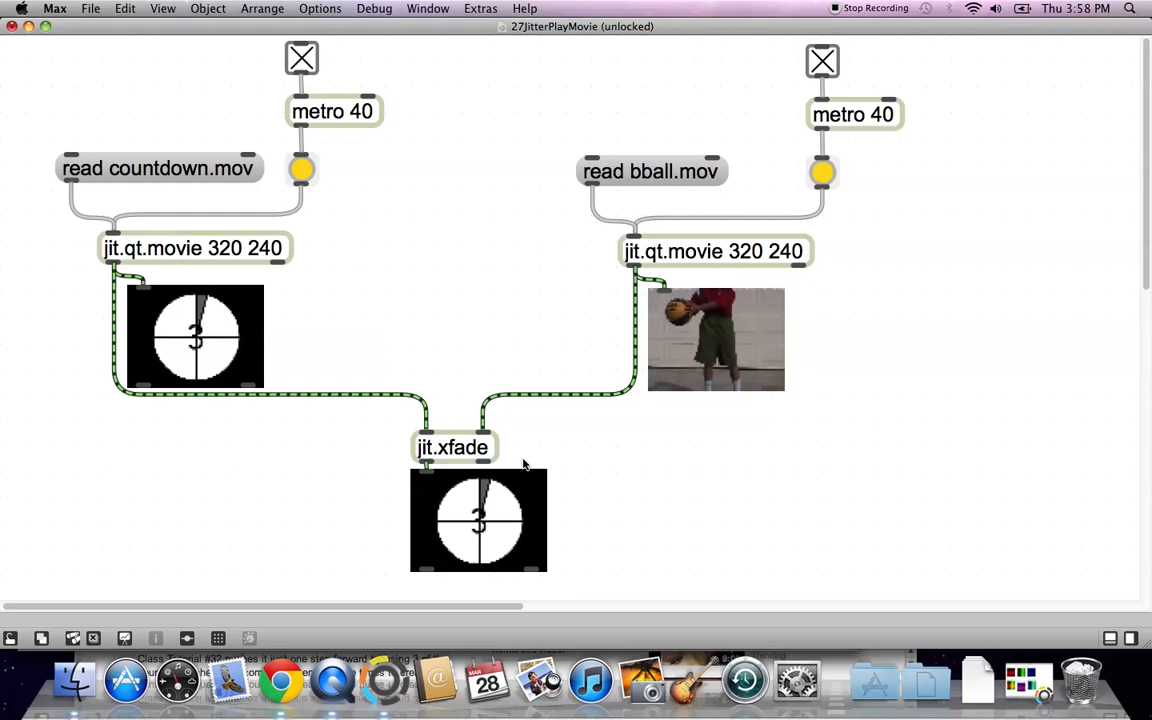 Max File Edit View Object Arrange Options Debug Window Extras Help Stop Recording Thu 3:58 PM
27JitterPlayMovie (unlocked)
metro 40
metro 40
read countdown.mov
read bball.mov
jit.qt.movie 320 240
jit.qt.movie 320 240
3
jit.xfade
3
MAR
28